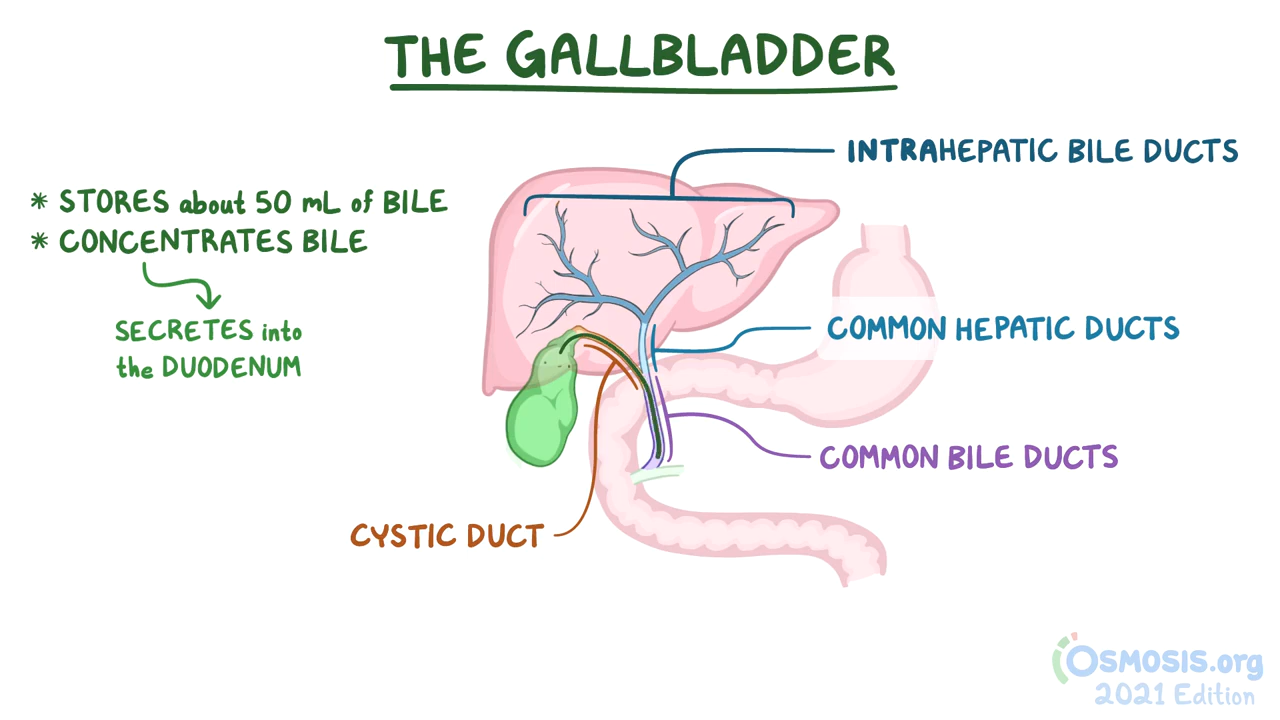 THE GALLBLADDER
* STORES about 50 mL of BILE
* CONCENTRATES BILE
SECRETES into
the DUODENUM
INTRAHEPATIC BILE DUCTS
COMMON HEPATIC DUCTS
COMMON BILE DUCTS
CYSTIC DUCT
OSMOSIS.org
2021 Edition